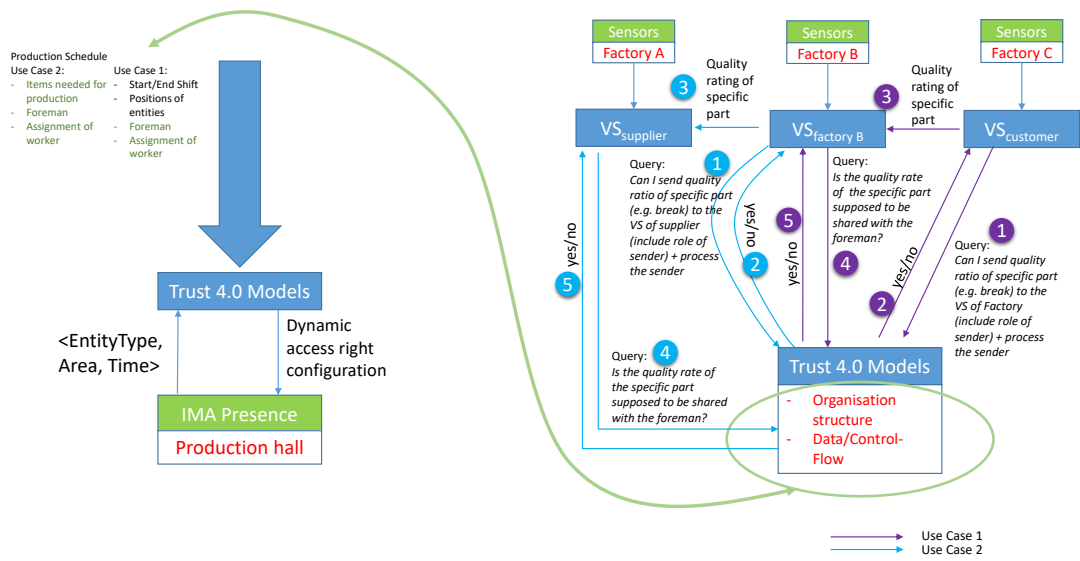 Production Schedule
Use Case 2:
- Items needed for
production
- Foreman
- Assignment of
worker
Use Case 1:
- Start/End Shift
- Positions of
entities
- Foreman
- Assignment of
worker
Trust 4.0 Models
<EntityType,
Area, Time>
Dynamic
access right
configuration
IMA Presence
Production hall
Sensors
Factory A
Sensors
Factory B
Sensors
Factory C
3
Quality
rating of
specific
part
3
Quality
rating of
specific
part
VSsupplier
VSfactory B
VScustomer
1
Query:
Can I send quality
ratio of specific part
(e.g. break) to the
VS of supplier
(include role of
sender) + process
the sender
yes/no
2
yes/no
5
Query:
Is the quality rate
of  the specific part
supposed to be
shared with the
foreman?
5
yes/no
4
yes/no
2
1
Query:
Can I send quality
ratio of specific part
(e.g. break) to the
VS of Factory
(include role of
sender) + process
the sender
Query:
4
Is the quality rate of
the specific part
supposed to be shared
with the foreman?
Trust 4.0 Models
- Organisation
structure
- Data/Control-
Flow
Use Case 1
Use Case 2